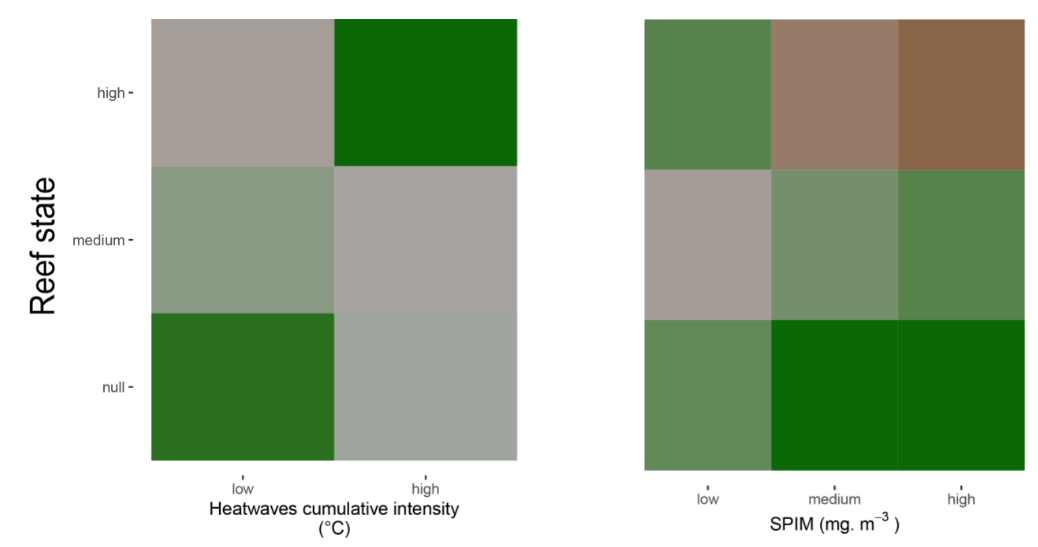 Reef state
high
medium
null
low high
Heatwaves cumulative intensity
(°C)
low medium high
SPIM (mg. m⁻³ )